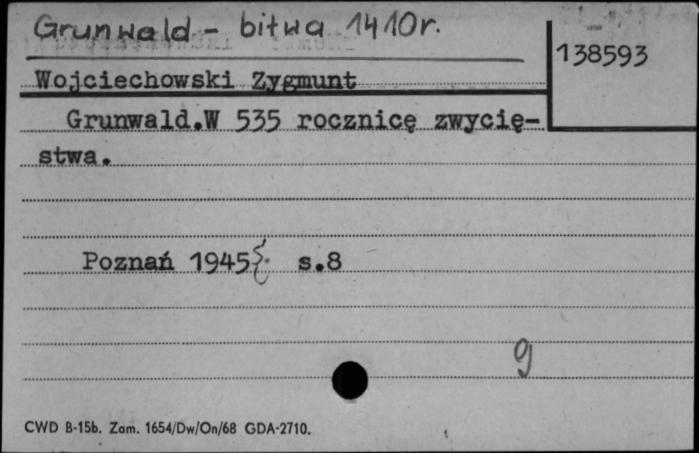 Grunwald - bitwa 1410r.
138593
Wojciechowski Zygmunt
Grunwald.W 535 rocznicę zwycię-
stwa.
Poznań 1945 s.8
g
CWD B-15b. Zam. 1654/Dw/On/68 GDA-2710.